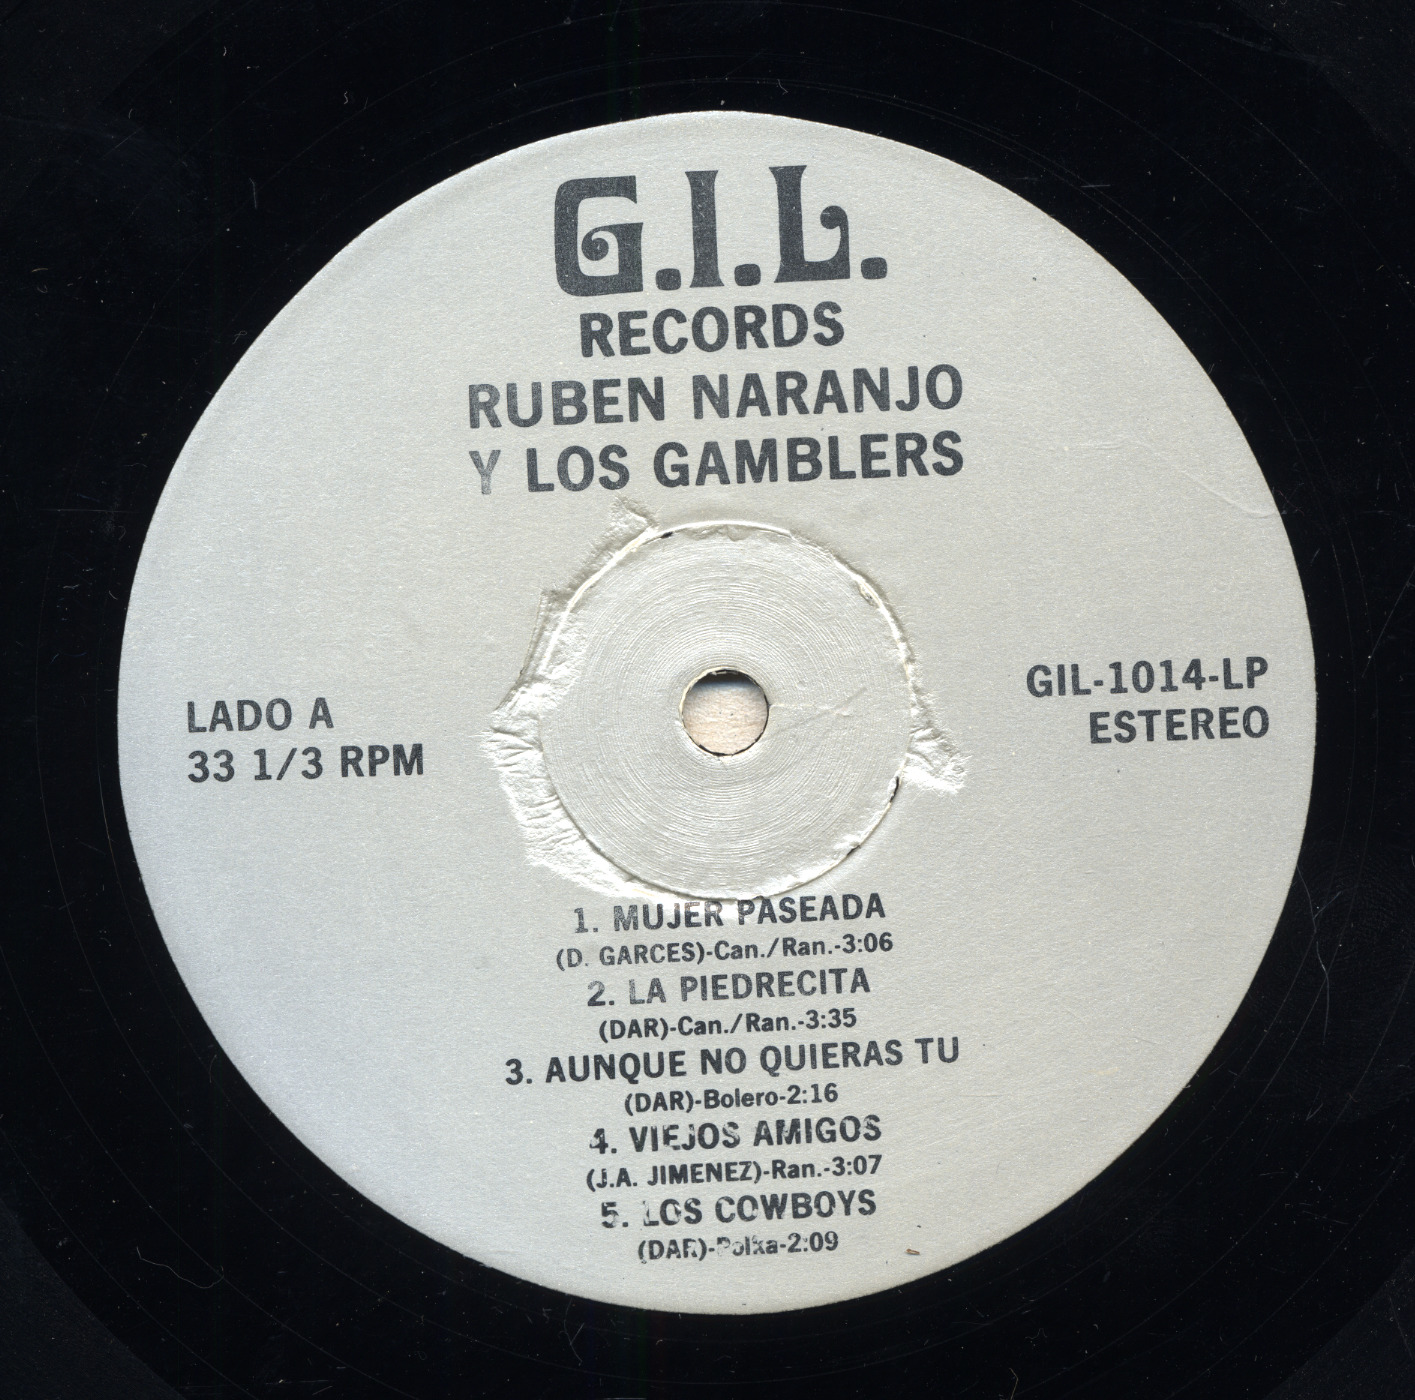 G.I.L.
RECORDS
RUBEN NARANJO
Y LOS GAMBLERS
LADO A
33 1/3 RPM
GIL-1014-LP
ESTEREO
1. MUJER PASEADA
(D. GARCES)-Can./Ran.-3:06
2. LA PIEDRECITA
(DAR)-Can./Ran.-3:35
3. AUNQUE NO QUIERAS TU
(DAR)-Bolero-2:16
4. VIEJOS AMIGOS
(J.A. JIMENEZ)-Ran.-3:07
5. LOS COWBOYS
(DAR)-Polka-2:09